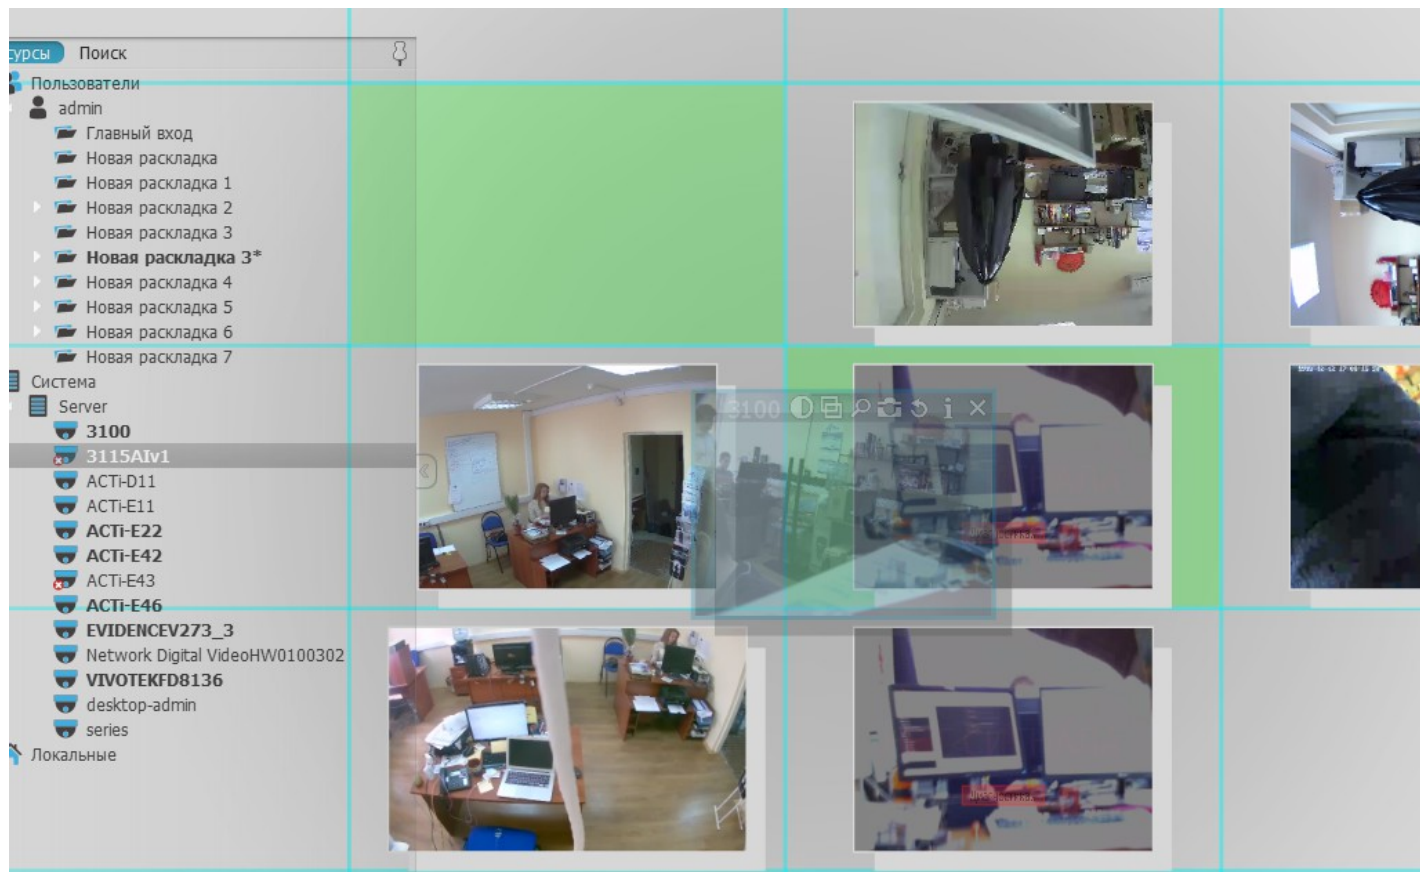 сурсы Поиск
Пользователи
admin
Главный вход
Новая раскладка
Новая раскладка 1
Новая раскладка 2
Новая раскладка 3
Новая раскладка 3*
Новая раскладка 4
Новая раскладка 5
Новая раскладка 6
Новая раскладка 7
Система
Server
3100
3115AIv1
ACTi-D11
ACTi-E11
ACTi-E22
ACTi-E42
ACTi-E43
ACTi-E46
EVIDENCEV273_3
Network Digital VideoHW0100302
VIVOTEKFD8136
desktop-admin
series
Локальные
3100